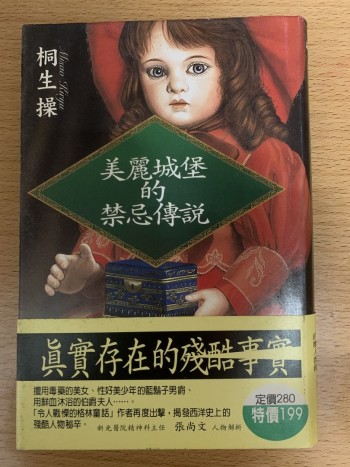 桐生操
Misao Kiryu
美麗城堡
的
禁忌傳說
真實存在的殘酷事實
擅用毒藥的美女、性好美少年的藍鬍子男爵、
用鮮血沐浴的伯爵夫人……。
「令人戰慄的格林童話」作者再度出擊，揭發西洋史上的
殘酷人物秘辛。
新光醫院精神科主任 張尚文 人物解析
定價280
特價199